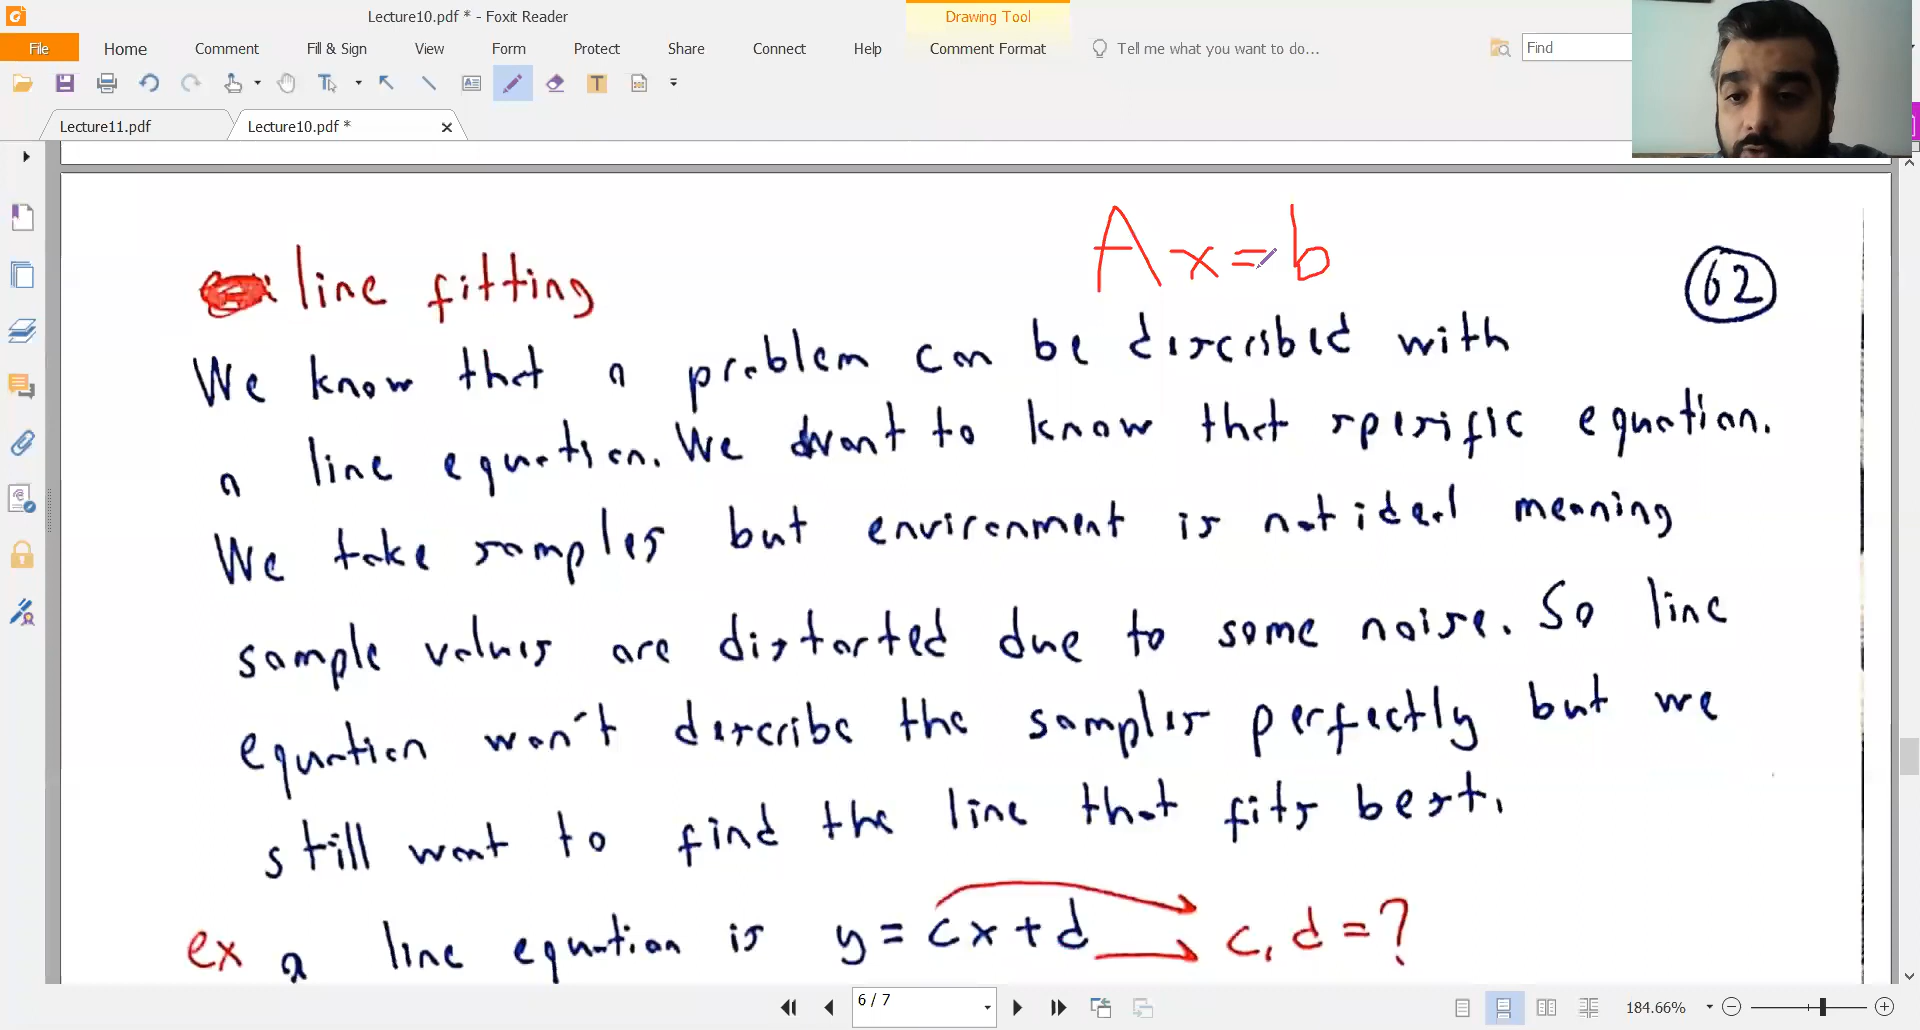 Lecture10.pdf * - Foxit Reader
Drawing Tool
File Home Comment Fill & Sign View Form Protect Share Connect Help Comment Format Tell me what you want to do... Find
Lecture11.pdf Lecture10.pdf *
Ax=b
line fitting
62
We know that a problem can be described with
a line equation. We want to know that specific equation.
We take samples but environment is not ideal meaning
sample values are distorted due to some noise. So line
equation won't describe the samples perfectly but we
still want to find the line that fits best.
ex a line equation is y = cx + d c, d = ?
6 / 7
184.66%